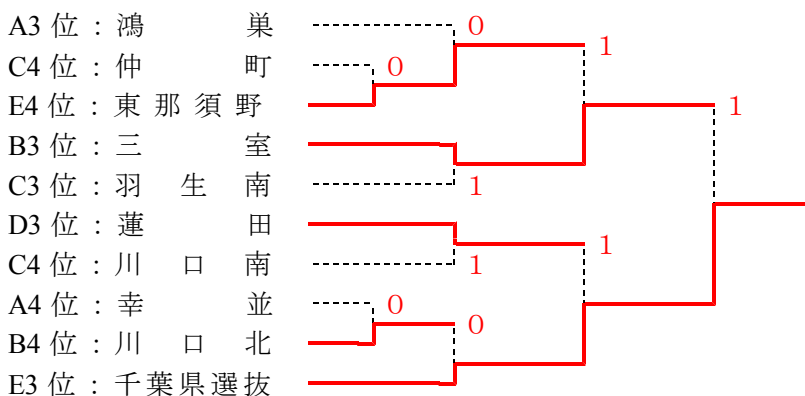 A3位：鴻巣 0
1
C4位：仲町 0
E4位：東那須野 1
B3位：三室
C3位：羽生南 1
D3位：蓮田
1
C4位：川口南 1
A4位：幸並 0
0
B4位：川口北
E3位：千葉県選抜